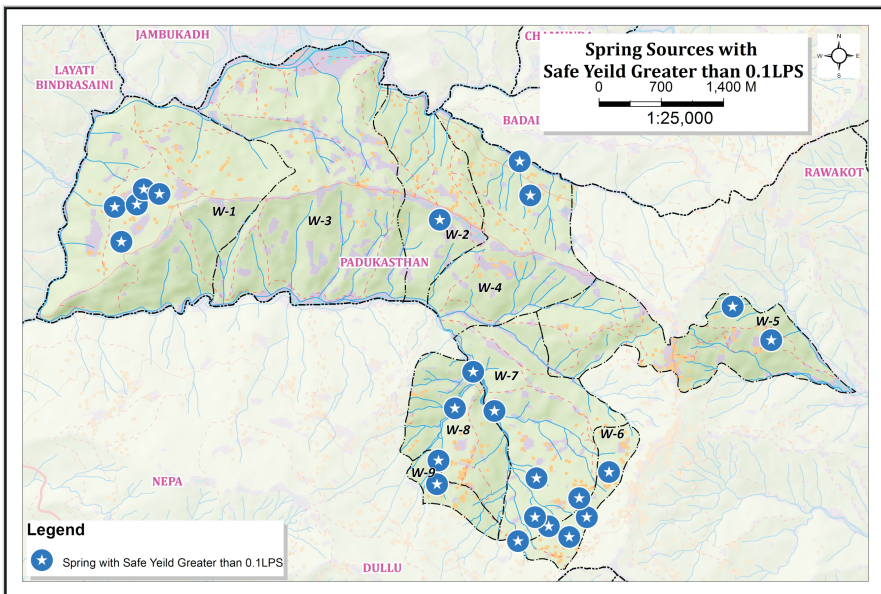 JAMBUKADH
CHAMUNDA
Spring Sources with
Safe Yeild Greater than 0.1LPS
0 700 1,400 M
1:25,000
N
W E
S
LAYATI
BINDRASAINI
BADAL
RAWAKOT
W-1
W-3
W-2
PADUKASTHAN
W-4
W-5
W-7
W-8
W-6
W-9
NEPA
DULLU
Legend
Spring with Safe Yeild Greater than 0.1LPS